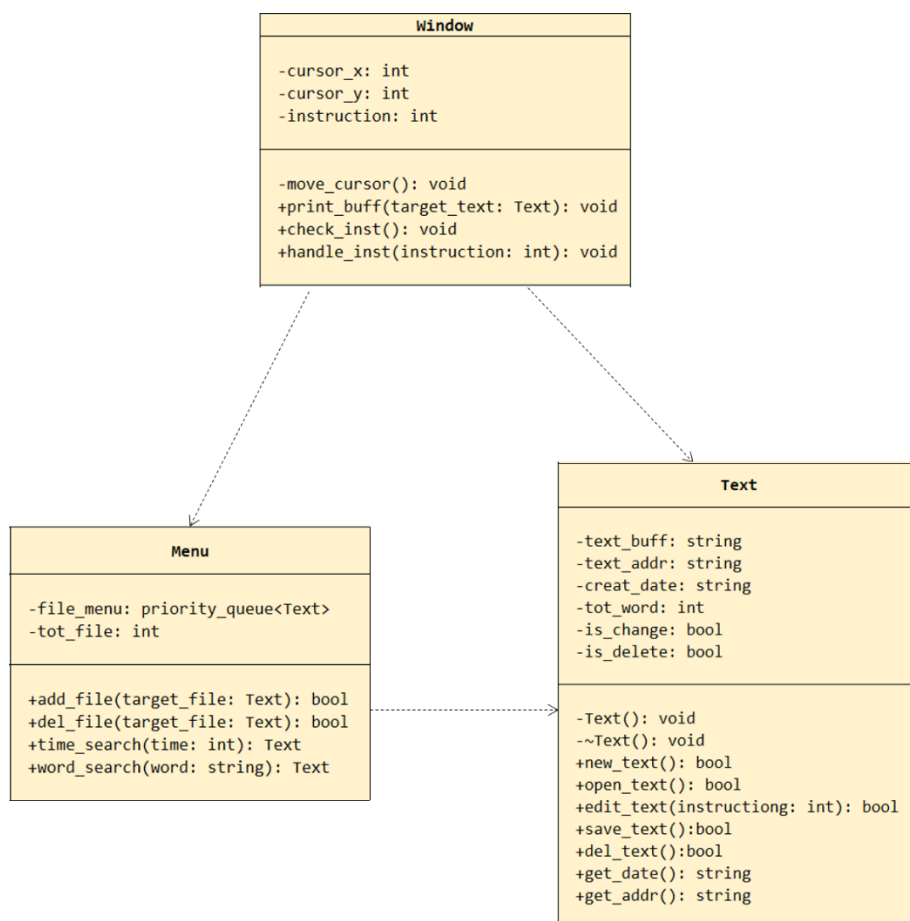 Window
-cursor_x: int
-cursor_y: int
-instruction: int
-move_cursor(): void
+print_buff(target_text: Text): void
+check_inst(): void
+handle_inst(instruction: int): void
Menu
-file_menu: priority_queue<Text>
-tot_file: int
+add_file(target_file: Text): bool
+del_file(target_file: Text): bool
+time_search(time: int): Text
+word_search(word: string): Text
Text
-text_buff: string
-text_addr: string
-creat_date: string
-tot_word: int
-is_change: bool
-is_delete: bool
-Text(): void
-~Text(): void
+new_text(): bool
+open_text(): bool
+edit_text(instructiong: int): bool
+save_text():bool
+del_text():bool
+get_date(): string
+get_addr(): string